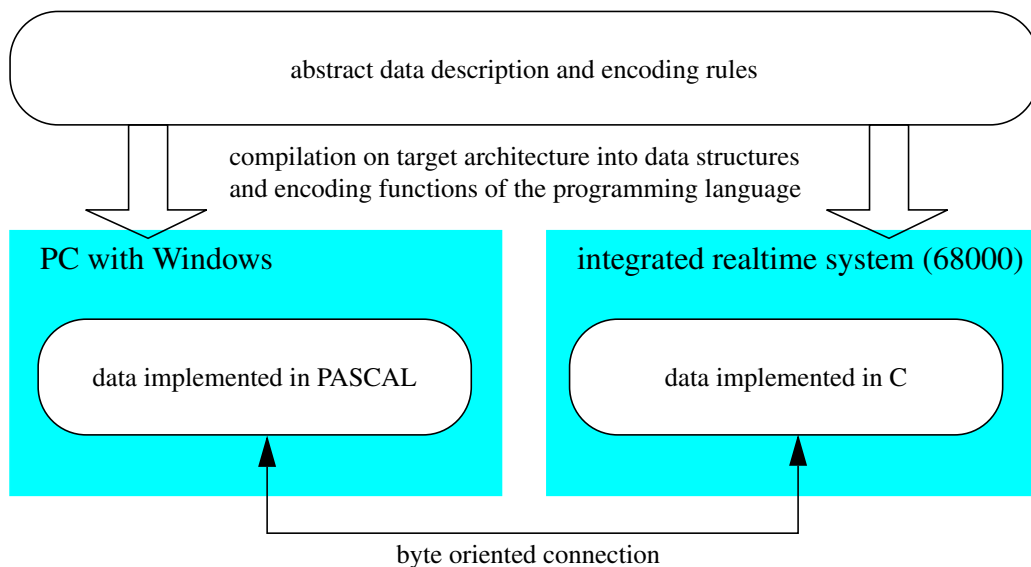 abstract data description and encoding rules
compilation on target architecture into data structures
and encoding functions of the programming language
PC with Windows
integrated realtime system (68000)
data implemented in PASCAL
data implemented in C
byte oriented connection